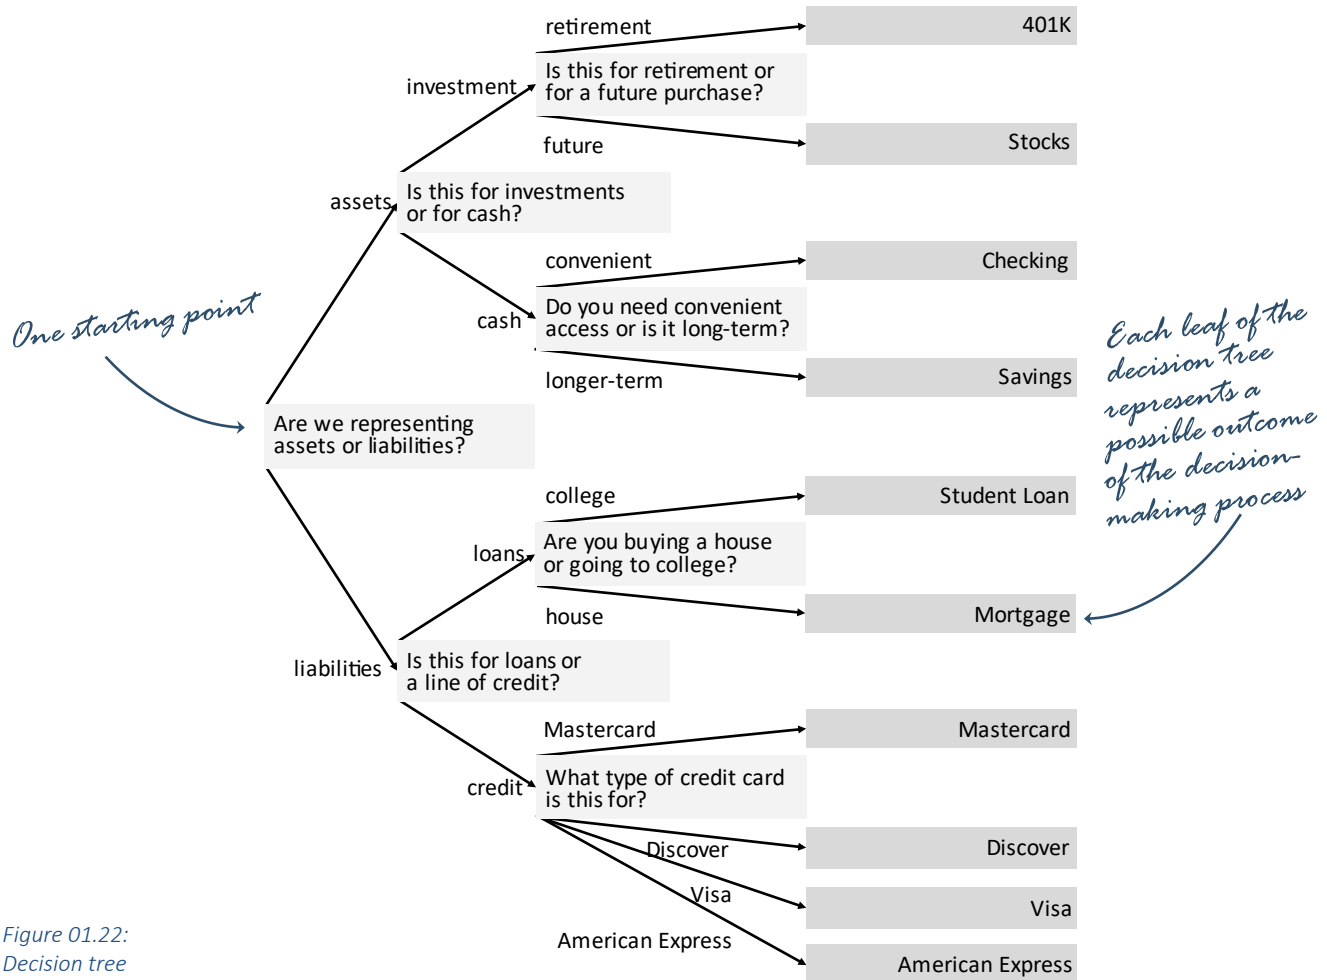 retirement
401K
investment
Is this for retirement or
for a future purchase?
future
Stocks
assets
Is this for investments
or for cash?
convenient
Checking
cash
Do you need convenient
access or is it long-term?
longer-term
Savings
One starting point
Are we representing
assets or liabilities?
Each leaf of the
decision tree
represents a
possible outcome
of the decision-
making process
college
Student Loan
loans
Are you buying a house
or going to college?
house
Mortgage
liabilities
Is this for loans or
a line of credit?
Mastercard
Mastercard
credit
What type of credit card
is this for?
Discover
Discover
Visa
Visa
American Express
American Express
Figure 01.22:
Decision tree